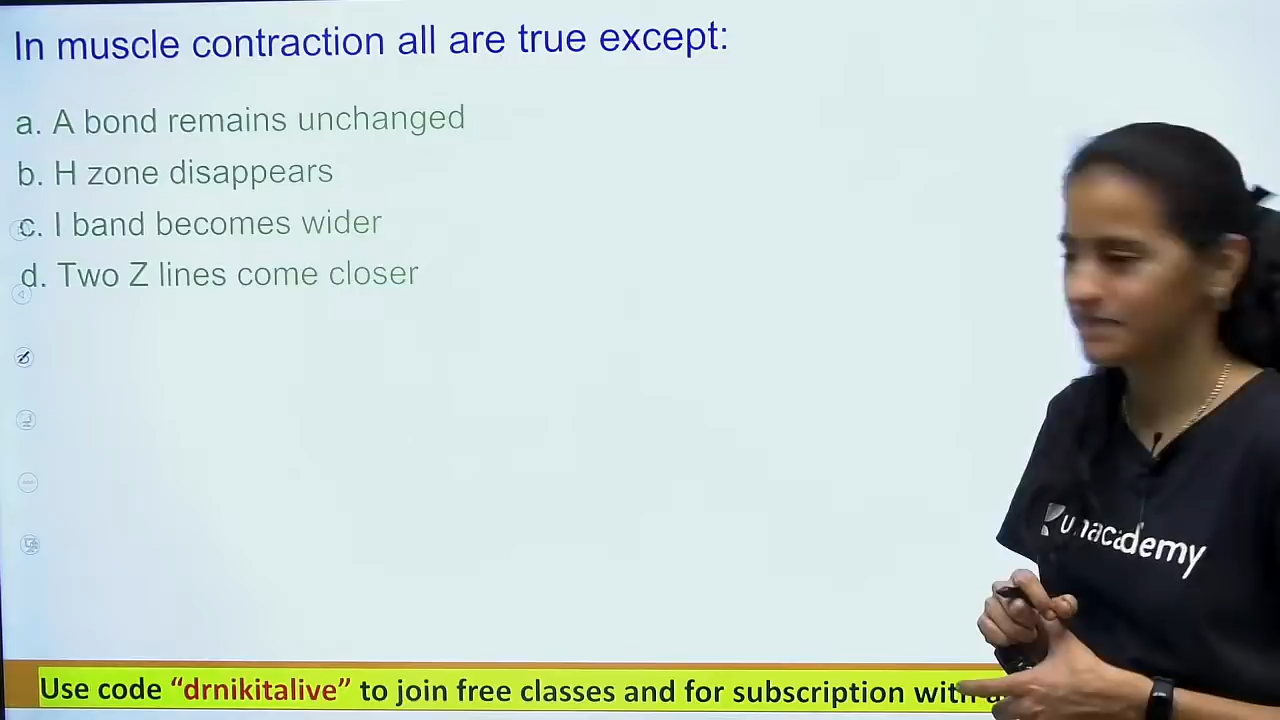 In muscle contraction all are true except:
a. A bond remains unchanged
b. H zone disappears
c. I band becomes wider
d. Two Z lines come closer
unacademy
Use code “drnikitalive” to join free classes and for subscription with